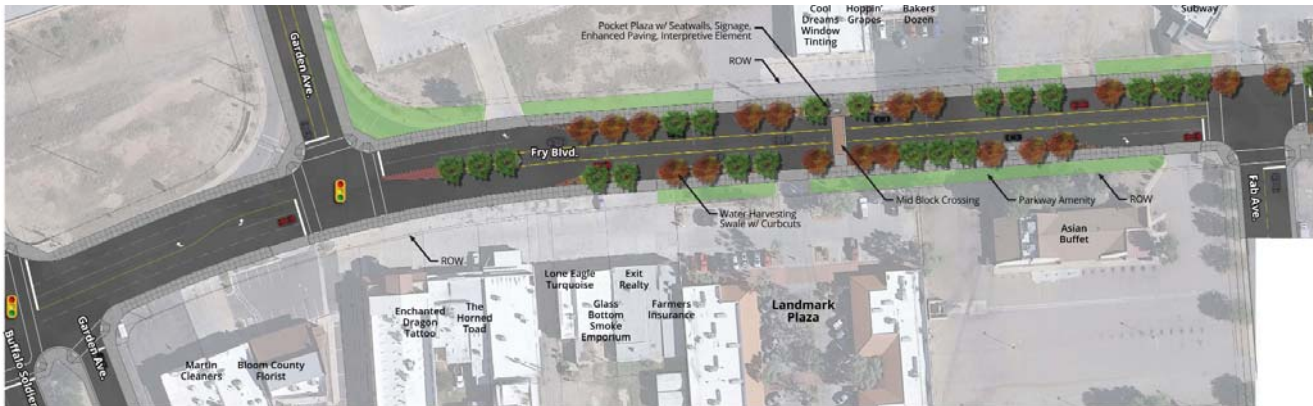 Garden Ave.
Pocket Plaza w/ Seatwalls, Signage,
Enhanced Paving, Interpretive Element
ROW
Cool
Dreams
Window
Tinting
Hoppin'
Grapes
Bakers
Dozen
Subway
Fry Blvd.
Water Harvesting
Swale w/ Curbcuts
Mid Block Crossing
Parkway Amenity
ROW
Fab Ave.
Asian
Buffet
ROW
Lone Eagle
Turquoise
Exit
Realty
Glass
Bottom
Smoke
Emporium
Farmers
Insurance
Landmark
Plaza
Enchanted
Dragon
Tattoo
The
Horned
Toad
Martin
Cleaners
Bloom County
Florist
Garden Ave.
Buffalo Soldier